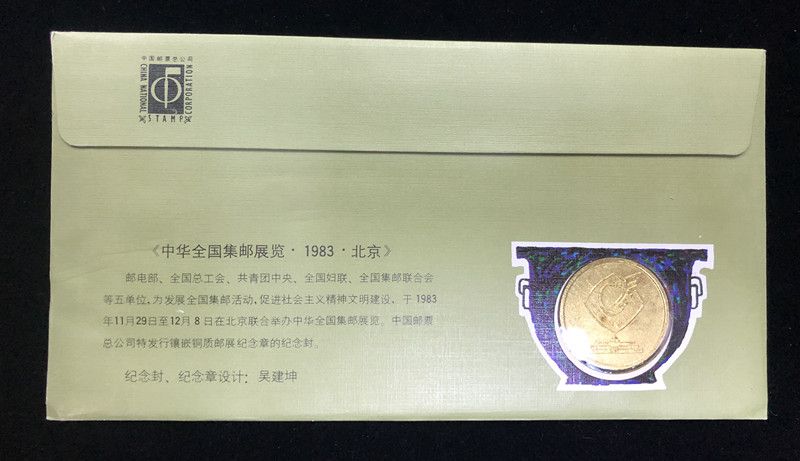 中国邮票总公司
CHINA NATIONAL
STAMP
CORPORATION
《中华全国集邮展览·1983·北京》
邮电部、全国总工会、共青团中央、全国妇联、全国集邮联合会
等五单位,为发展全国集邮活动,促进社会主义精神文明建设、于1983
年11月29日至12月8日在北京联合举办中华全国集邮展览。中国邮票
总公司特发行镶嵌铜质邮展纪念章的纪念封。
纪念封、纪念章设计:吴建坤